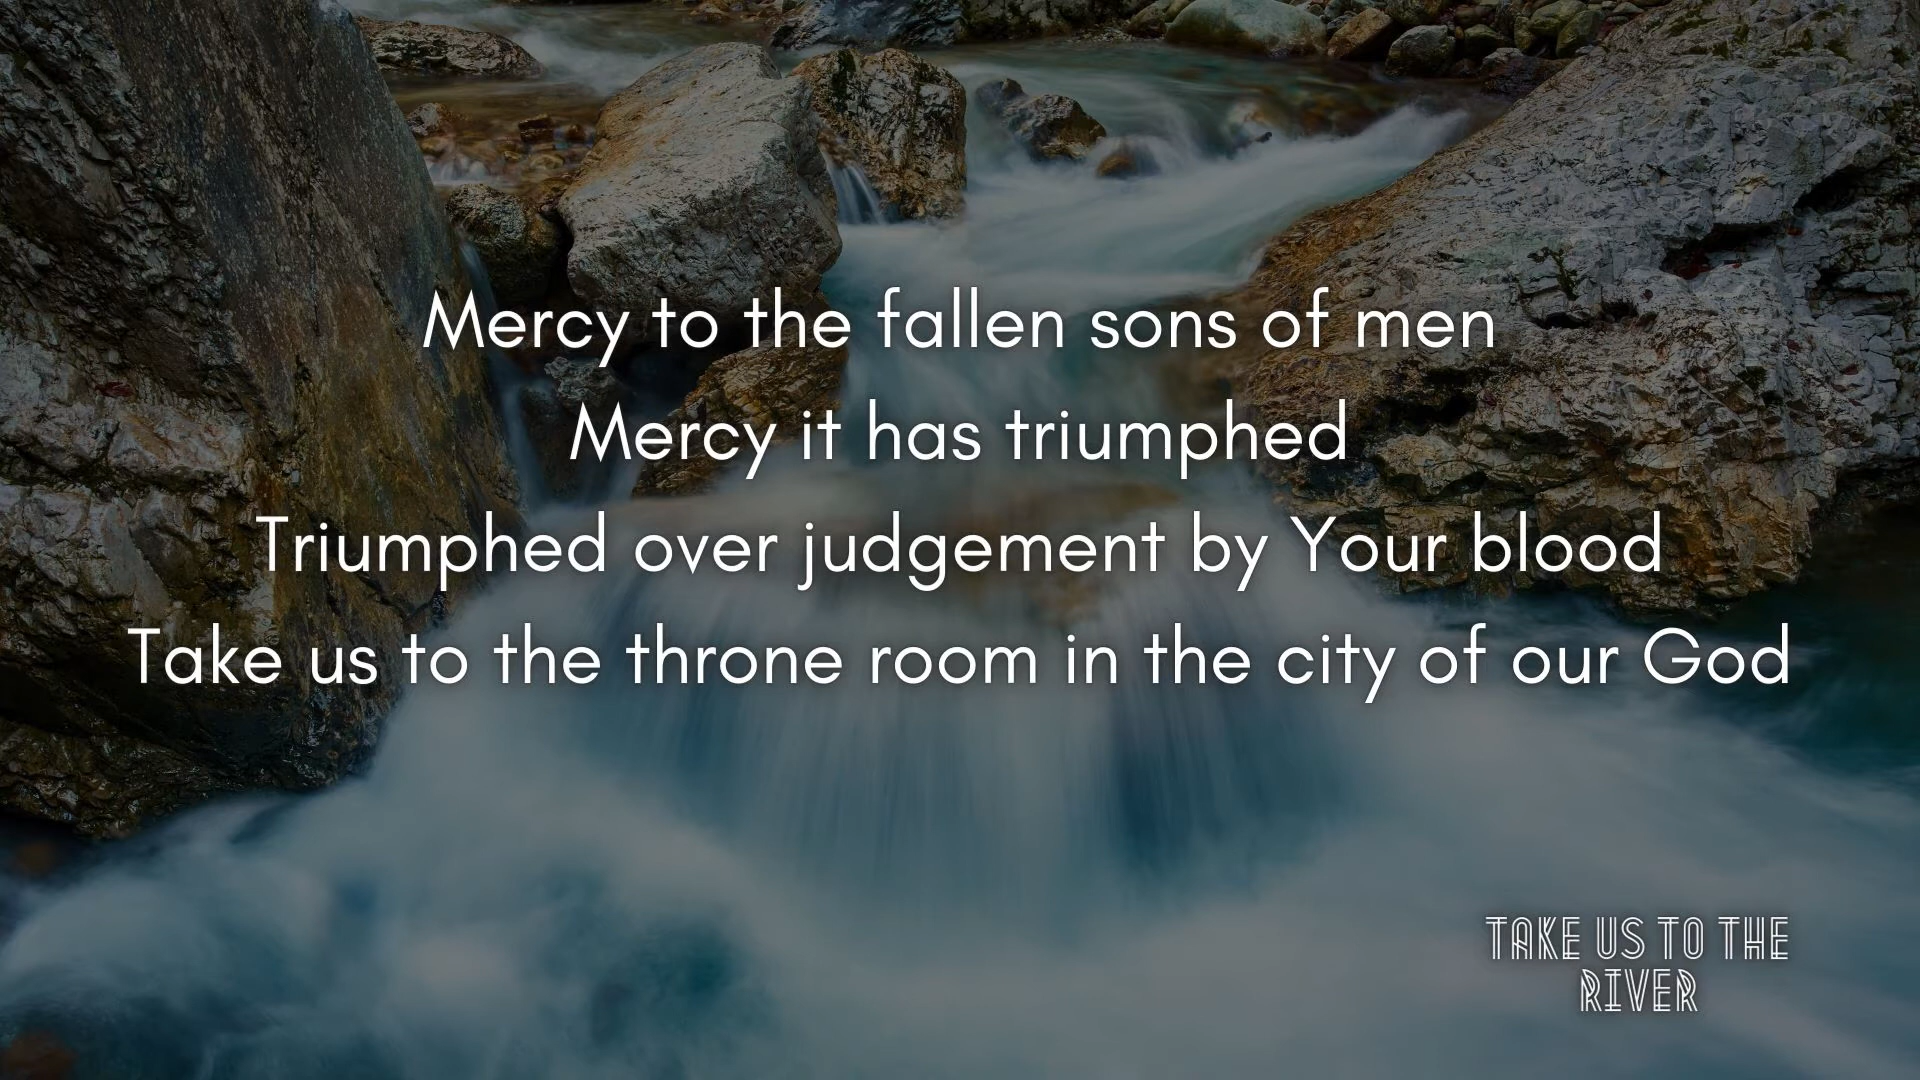 Mercy to the fallen sons of men
Mercy it has triumphed
Triumphed over judgement by Your blood
Take us to the throne room in the city of our God
TAKE US TO THE
RIVER